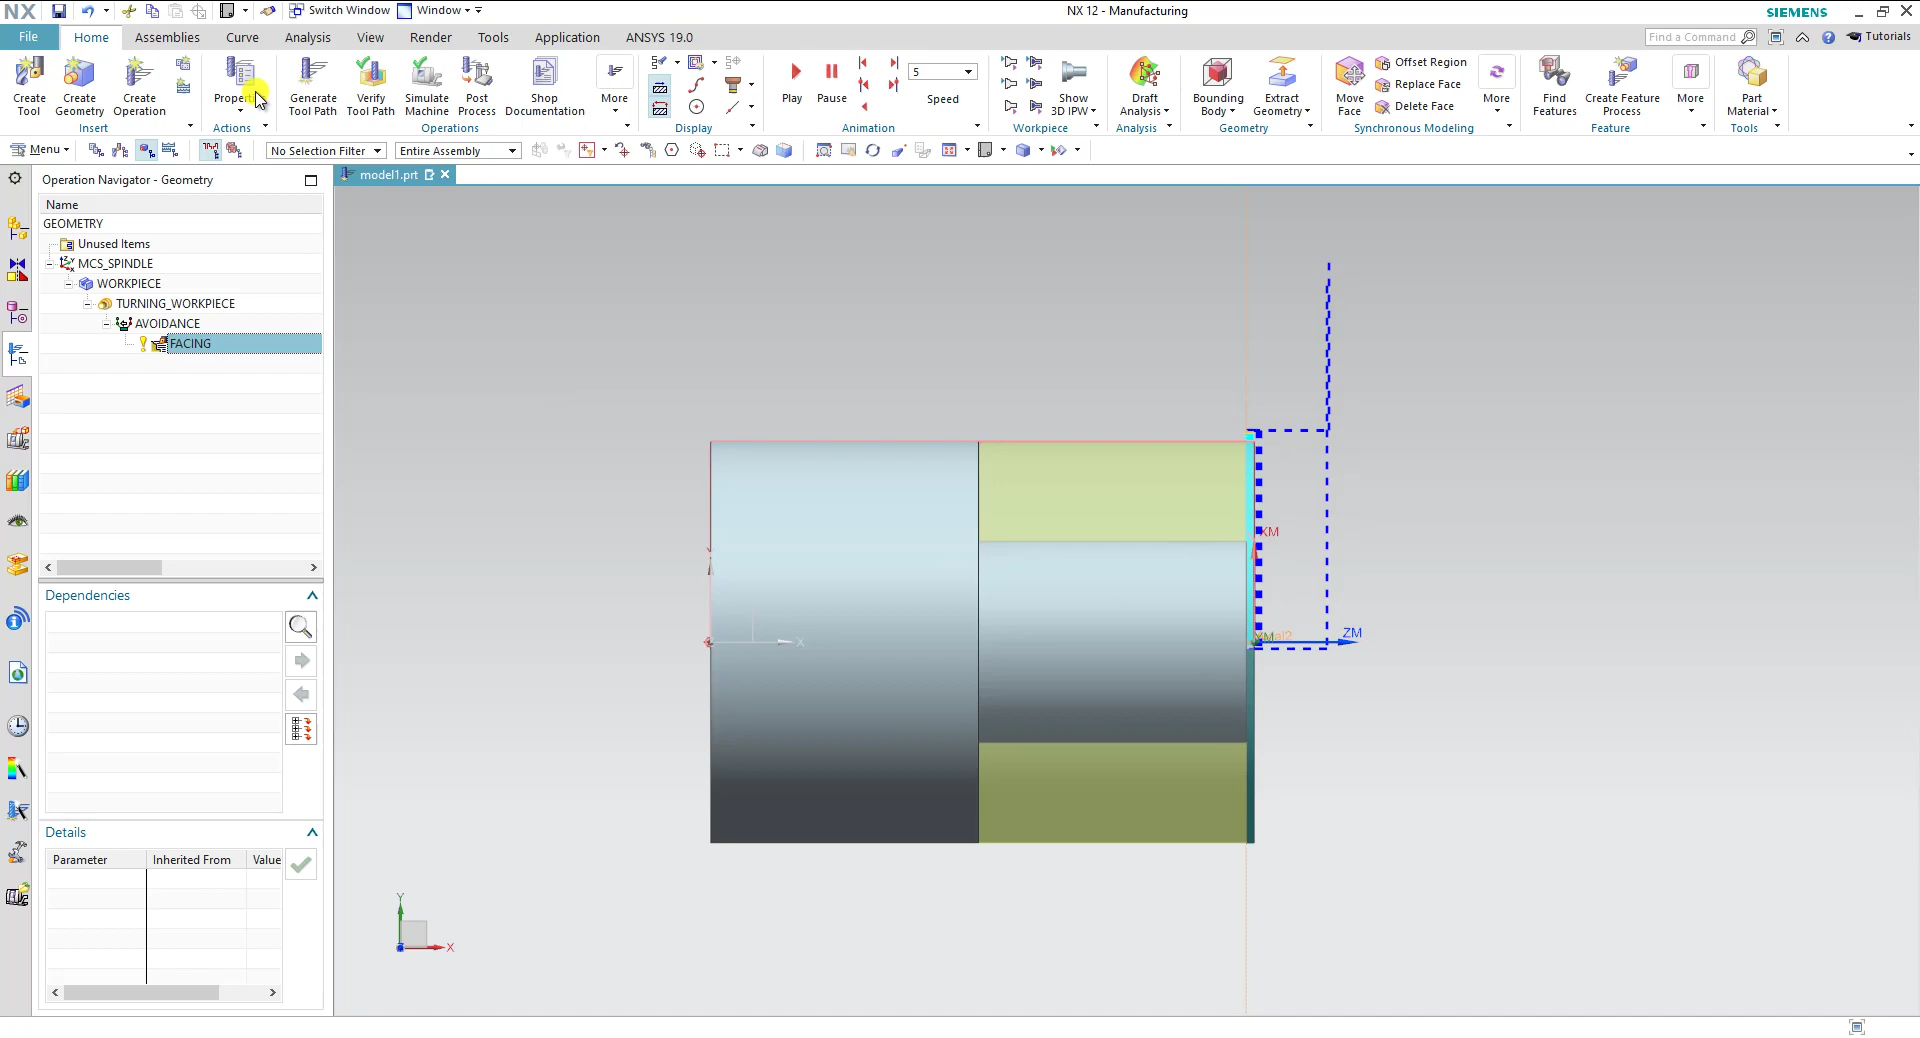 NX
Switch Window
Window
NX 12 - Manufacturing
SIEMENS
File
Home
Assemblies
Curve
Analysis
View
Render
Tools
Application
ANSYS 19.0
Find a Command
Tutorials
Create Tool
Create Geometry
Create Operation
Insert
Actions
Generate Tool Path
Verify Tool Path
Simulate Machine
Post Process
Shop Documentation
More
Operations
Display
Play
Pause
5
Speed
Animation
Show 3D IPW
Workpiece
Draft Analysis
Analysis
Bounding Body
Extract Geometry
Geometry
Move Face
Offset Region
Replace Face
Delete Face
More
Synchronous Modeling
Find Features
Create Feature Process
More
Feature
Part Material
Tools
Menu
No Selection Filter
Entire Assembly
Operation Navigator - Geometry
model1.prt
Name
GEOMETRY
Unused Items
MCS_SPINDLE
WORKPIECE
TURNING_WORKPIECE
AVOIDANCE
FACING
Dependencies
Details
Parameter
Inherited From
Value
XM
ZM
YM
X
Y
X